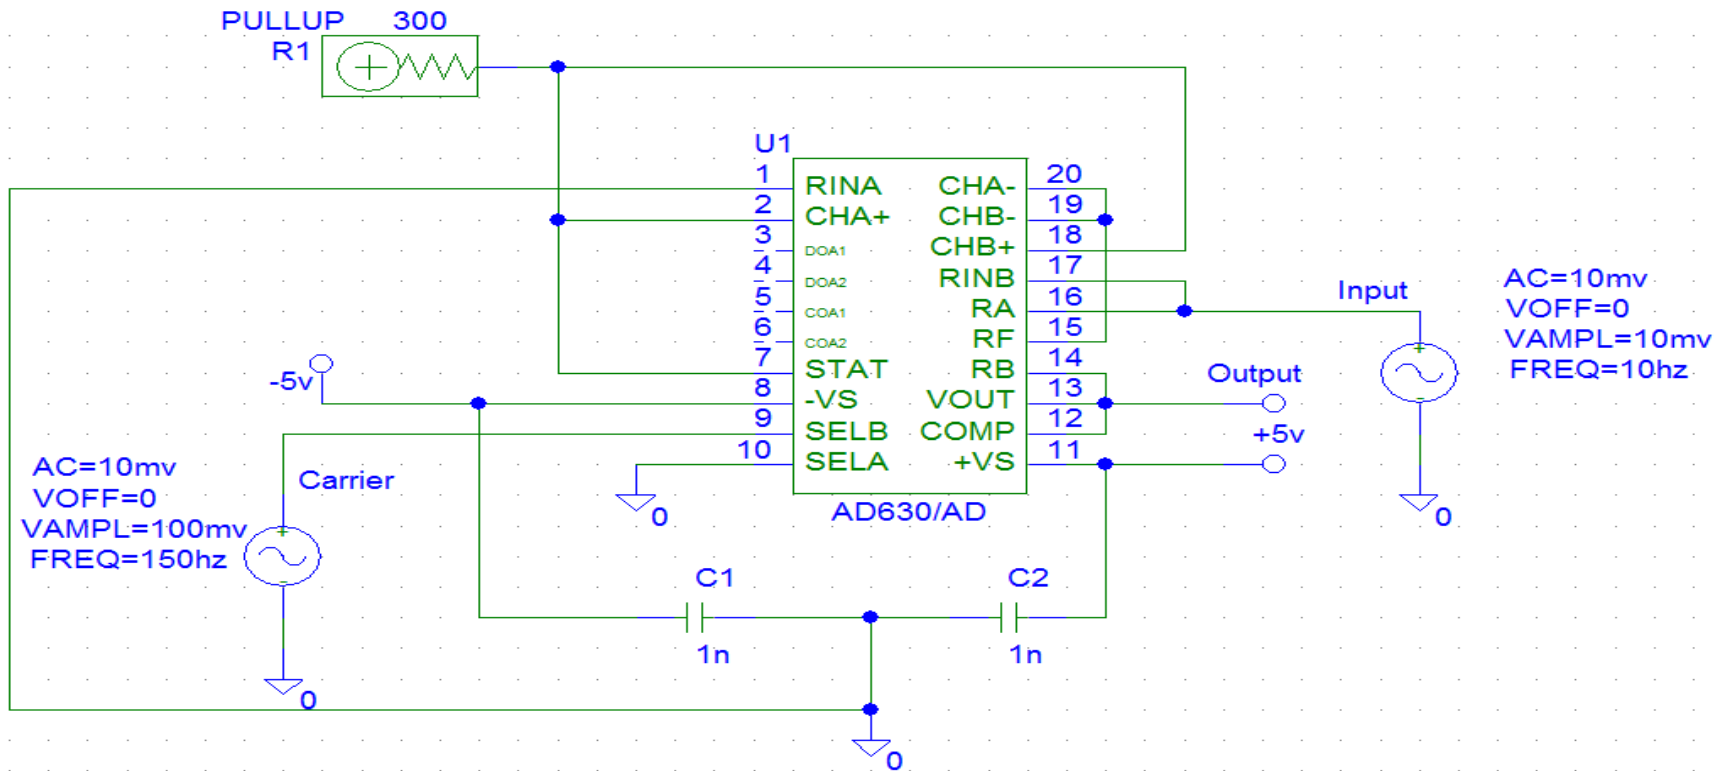 PULLUP 300
R1
U1
1 RINA CHA- 20
2 CHA+ CHB- 19
3 DOA1 CHB+ 18
4 DOA2 RINB 17
5 COA1 RA 16
6 COA2 RF 15
7 STAT RB 14
8 -VS VOUT 13
9 SELB COMP 12
10 SELA +VS 11
AD630/AD
-5v
Input
AC=10mv
VOFF=0
VAMPL=10mv
FREQ=10hz
0
Output
+5v
Carrier
AC=10mv
VOFF=0
VAMPL=100mv
FREQ=150hz
0
0
C1
1n
C2
1n
0